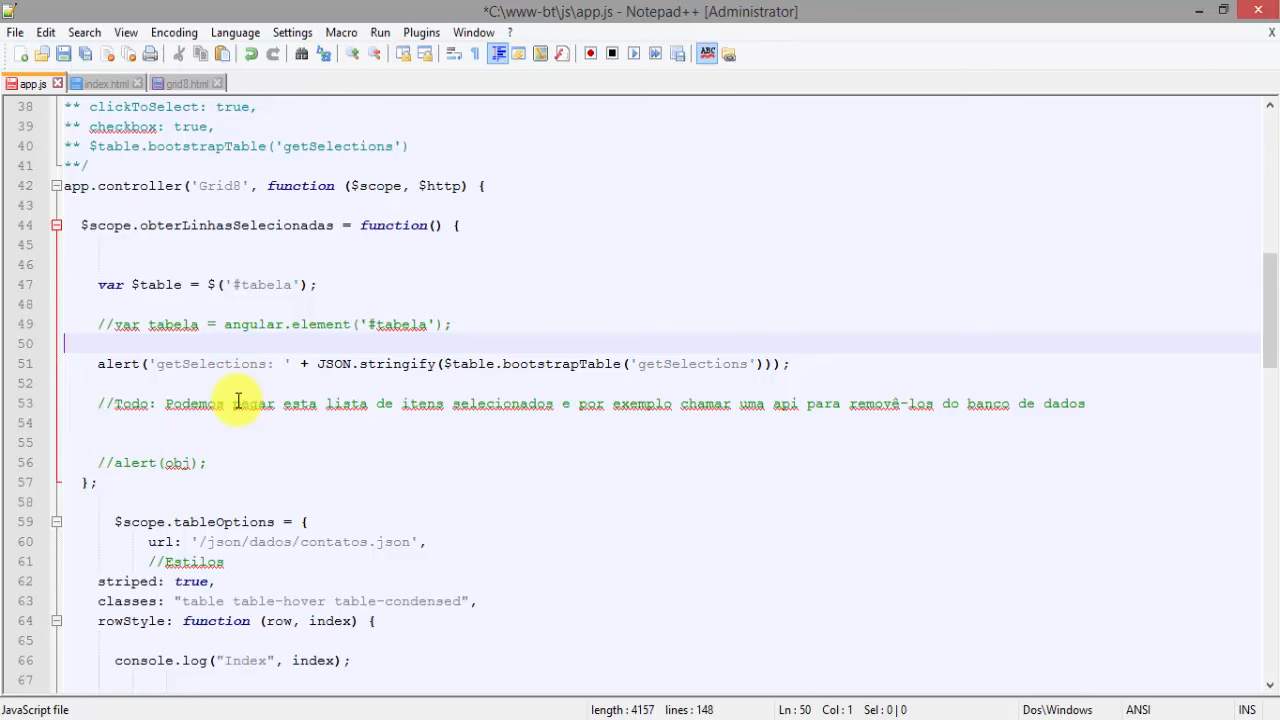 *C:\www-bt\js\app.js - Notepad++ [Administrator]
File Edit Search View Encoding Language Settings Macro Run Plugins Window ? X
app.js index.html grid8.html
38 ** clickToSelect: true,
39 ** checkbox: true,
40 ** $table.bootstrapTable('getSelections')
41 **/
42 app.controller('Grid8', function ($scope, $http) {
43
44 $scope.obterLinhasSelecionadas = function() {
45
46
47 var $table = $('#tabela');
48
49 //var tabela = angular.element('#tabela');
50
51 alert('getSelections: ' + JSON.stringify($table.bootstrapTable('getSelections')));
52
53 //Todo: Podemos pegar esta lista de itens selecionados e por exemplo chamar uma api para removê-los do banco de dados
54
55
56 //alert(obj);
57 };
58
59 $scope.tableOptions = {
60 url: '/json/dados/contatos.json',
61 //Estilos
62 striped: true,
63 classes: "table table-hover table-condensed",
64 rowStyle: function (row, index) {
65
66 console.log("Index", index);
67
JavaScript file length : 4157 lines : 148 Ln : 50 Col : 1 Sel : 0 | 0 Dos\Windows ANSI INS